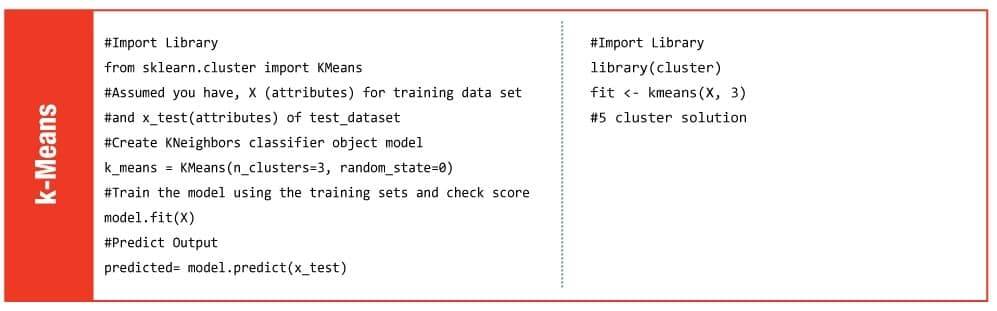 k-Means
#Import Library
from sklearn.cluster import KMeans
#Assumed you have, X (attributes) for training data set
#and x_test(attributes) of test_dataset
#Create KNeighbors classifier object model
k_means = KMeans(n_clusters=3, random_state=0)
#Train the model using the training sets and check score
model.fit(X)
#Predict Output
predicted= model.predict(x_test)
#Import Library
library(cluster)
fit <- kmeans(X, 3)
#5 cluster solution